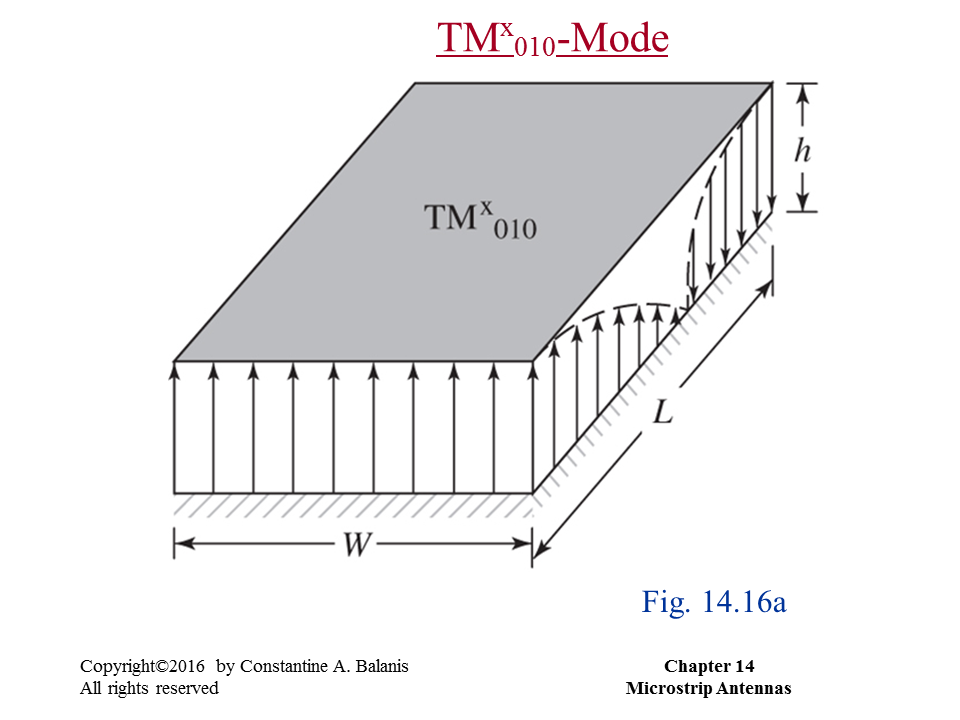 TMˣ₀₁₀-Mode
h
TMˣ₀₁₀
L
W
Fig. 14.16a
Copyright©2016 by Constantine A. Balanis
All rights reserved
Chapter 14
Microstrip Antennas